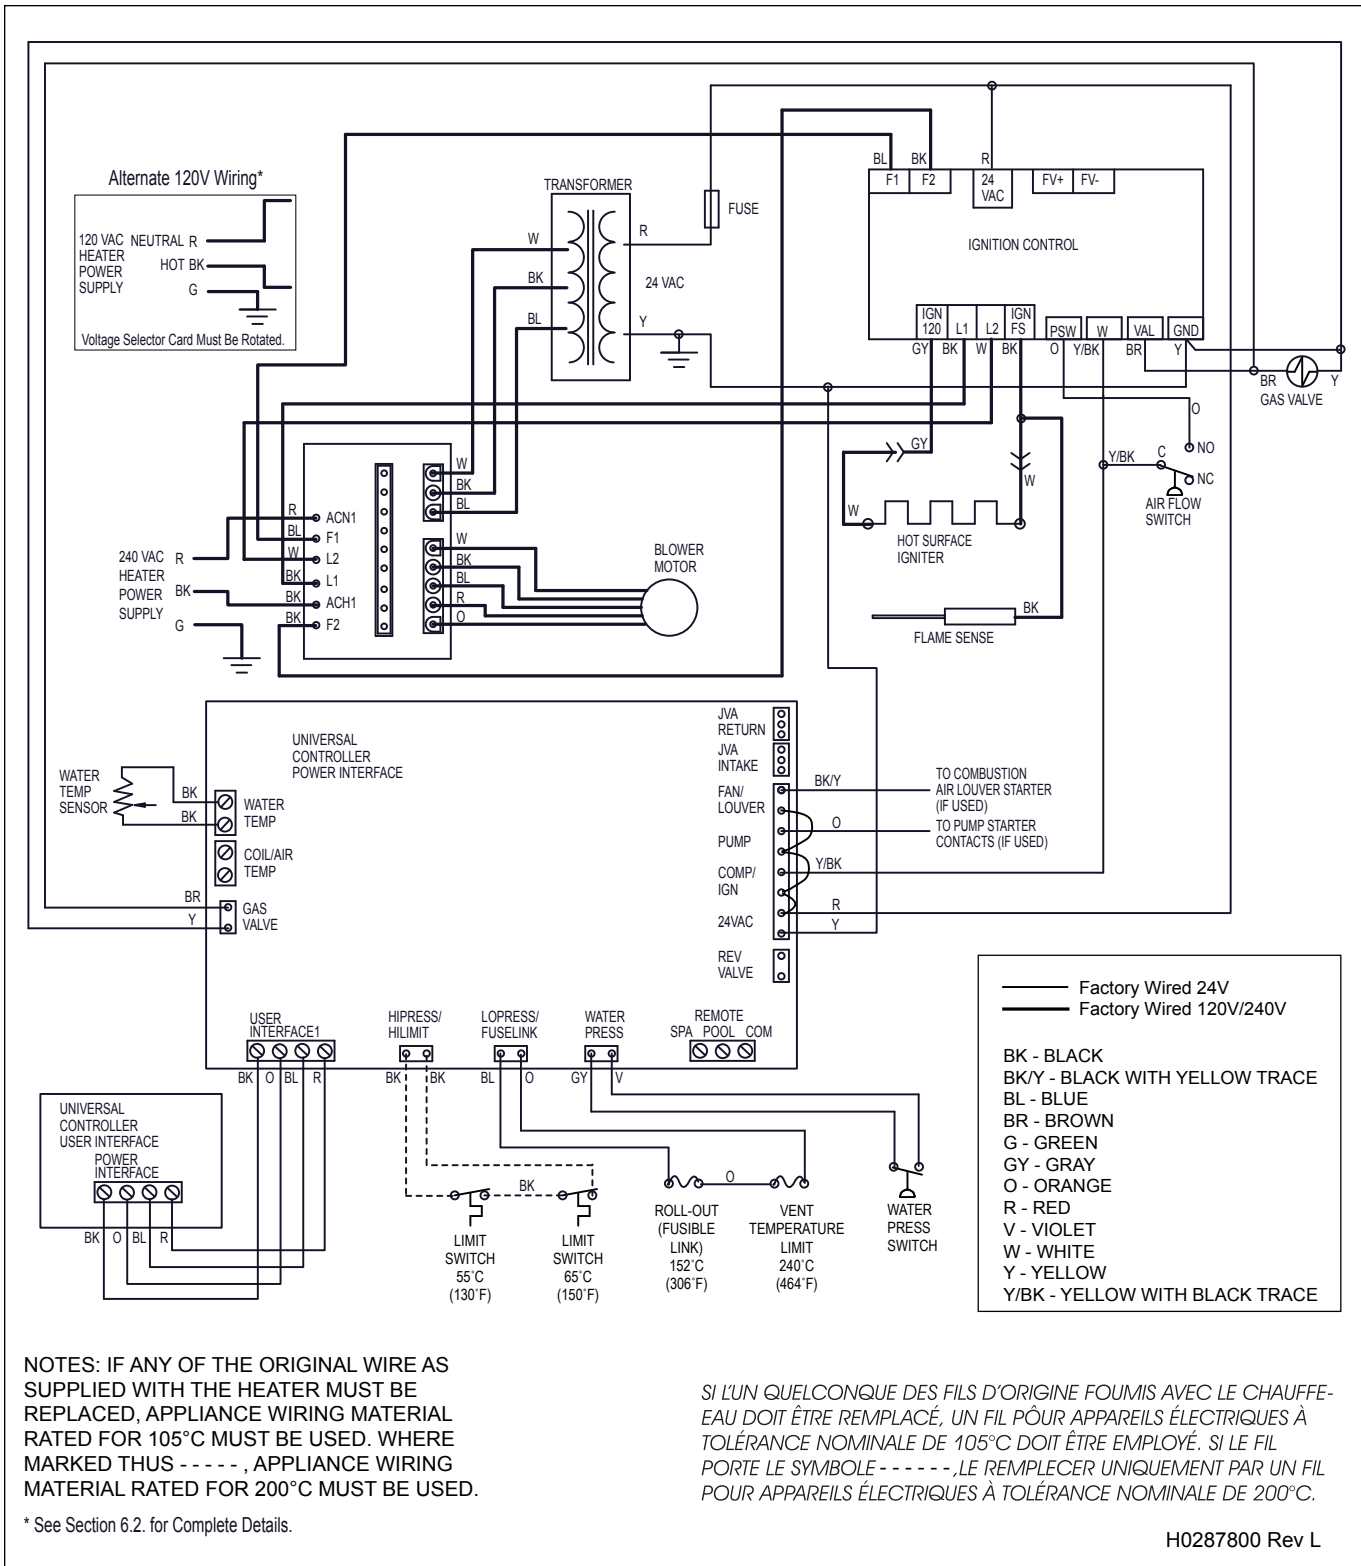 Alternate 120V Wiring*
120 VAC NEUTRAL R
HEATER
POWER HOT BK
SUPPLY G
Voltage Selector Card Must Be Rotated.
TRANSFORMER
W
BK
BL
R
24 VAC
Y
FUSE
BL BK R
F1 F2 24 VAC FV+ FV-
IGNITION CONTROL
IGN 120 L1 L2 IGN FS PSW W VAL GND
GY BK W BK O Y/BK BR Y
BR Y
GAS VALVE
O
NO
C
NC
Y/BK
AIR FLOW
SWITCH
GY
W
W
HOT SURFACE
IGNITER
BK
FLAME SENSE
240 VAC R
HEATER
POWER BK
SUPPLY
G
R ACN1
BL F1
W L2
BK L1
BK ACH1
BK F2
W
BK
BL
W
BK
BL
R
O
BLOWER
MOTOR
UNIVERSAL
CONTROLLER
POWER INTERFACE
WATER
TEMP
SENSOR
BK
BK
WATER
TEMP
COIL/AIR
TEMP
BR
Y
GAS
VALVE
JVA
RETURN
JVA
INTAKE
FAN/
LOUVER
PUMP
COMP/
IGN
24VAC
REV
VALVE
BK/Y
O
Y/BK
R
Y
TO COMBUSTION
AIR LOUVER STARTER
(IF USED)
TO PUMP STARTER
CONTACTS (IF USED)
USER
INTERFACE1
HIPRESS/
HILIMIT
LOPRESS/
FUSELINK
WATER
PRESS
REMOTE
SPA POOL COM
BK O BL R
BK BK
BL O
GY V
UNIVERSAL
CONTROLLER
USER INTERFACE
POWER
INTERFACE
BK O BL R
BK
LIMIT
SWITCH
55˚C
(130˚F)
LIMIT
SWITCH
65˚C
(150˚F)
O
ROLL-OUT
(FUSIBLE
LINK)
152˚C
(306˚F)
VENT
TEMPERATURE
LIMIT
240˚C
(464˚F)
WATER
PRESS
SWITCH
Factory Wired 24V
Factory Wired 120V/240V
BK - BLACK
BK/Y - BLACK WITH YELLOW TRACE
BL - BLUE
BR - BROWN
G - GREEN
GY - GRAY
O - ORANGE
R - RED
V - VIOLET
W - WHITE
Y - YELLOW
Y/BK - YELLOW WITH BLACK TRACE
NOTES: IF ANY OF THE ORIGINAL WIRE AS
SUPPLIED WITH THE HEATER MUST BE
REPLACED, APPLIANCE WIRING MATERIAL
RATED FOR 105°C MUST BE USED. WHERE
MARKED THUS - - - - - , APPLIANCE WIRING
MATERIAL RATED FOR 200°C MUST BE USED.
* See Section 6.2. for Complete Details.
SI L'UN QUELCONQUE DES FILS D'ORIGINE FOUMIS AVEC LE CHAUFFE-
EAU DOIT ÊTRE REMPLACÉ, UN FIL PÔUR APPAREILS ÉLECTRIQUES À
TOLÉRANCE NOMINALE DE 105°C DOIT ÊTRE EMPLOYÉ. SI LE FIL
PORTE LE SYMBOLE - - - - - - ,LE REMPLECER UNIQUEMENT PAR UN FIL
POUR APPAREILS ÉLECTRIQUES À TOLÉRANCE NOMINALE DE 200°C.
H0287800 Rev L